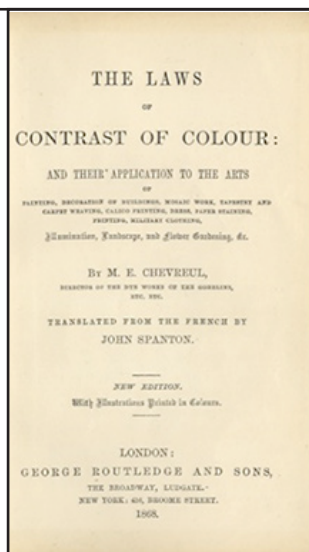 THE LAWS
OF
CONTRAST OF COLOUR:
AND THEIR APPLICATION TO THE ARTS
OF
PAINTING, DECORATION OF BUILDINGS, MOSAIC WORK, TAPESTRY AND
CARPET WEAVING, CALICO PRINTING, DRESS, PAPER STAINING,
PRINTING, MILITARY CLOTHING,
Illumination, Landscape, and Flower Gardening, &c.
BY M. E. CHEVREUL,
DIRECTOR OF THE DYE WORKS OF THE GOBELINS,
ETC. ETC.
TRANSLATED FROM THE FRENCH BY
JOHN SPANTON.
NEW EDITION.
With Illustrations Printed in Colours.
LONDON:
GEORGE ROUTLEDGE AND SONS,
THE BROADWAY, LUDGATE.
NEW YORK: 416, BROOME STREET.
1868.